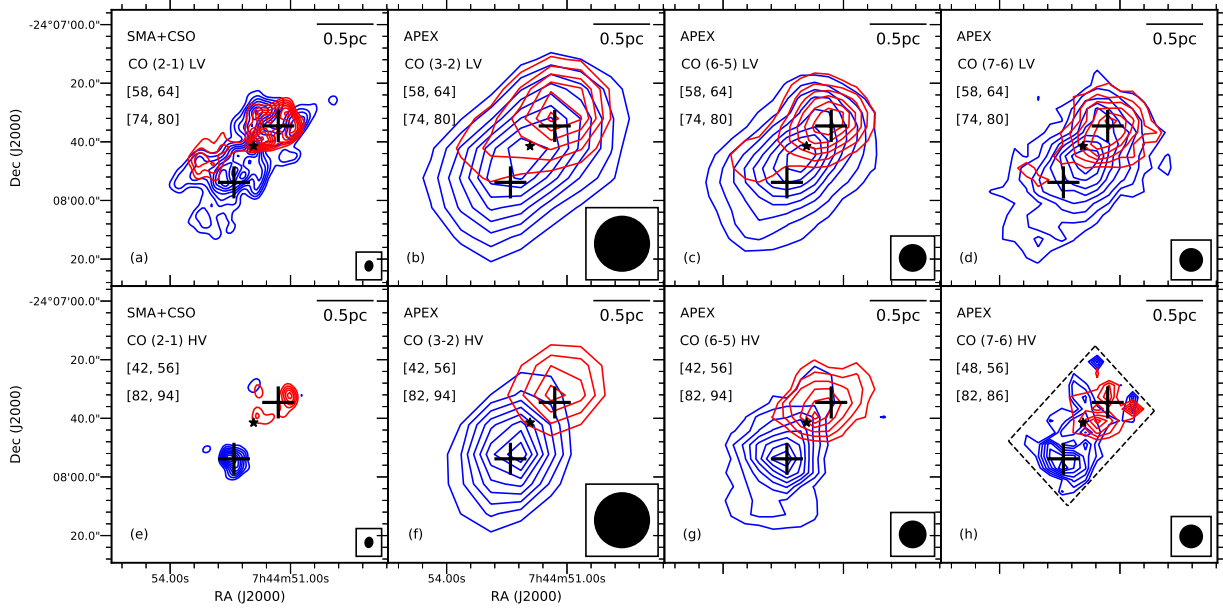 -24°07'00.0"
20.0"
40.0"
08'00.0"
20.0"
Dec (J2000)
SMA+CSO
0.5pc
CO (2-1) LV
[58, 64]
[74, 80]
(a)
APEX
0.5pc
CO (3-2) LV
[58, 64]
[74, 80]
(b)
APEX
0.5pc
CO (6-5) LV
[58, 64]
[74, 80]
(c)
APEX
0.5pc
CO (7-6) LV
[58, 64]
[74, 80]
(d)
-24°07'00.0"
20.0"
40.0"
08'00.0"
20.0"
Dec (J2000)
SMA+CSO
0.5pc
CO (2-1) HV
[42, 56]
[82, 94]
(e)
APEX
0.5pc
CO (3-2) HV
[42, 56]
[82, 94]
(f)
APEX
0.5pc
CO (6-5) HV
[42, 56]
[82, 94]
(g)
APEX
0.5pc
CO (7-6) HV
[48, 56]
[82, 86]
(h)
54.00s 7h44m51.00s
RA (J2000)
54.00s 7h44m51.00s
RA (J2000)